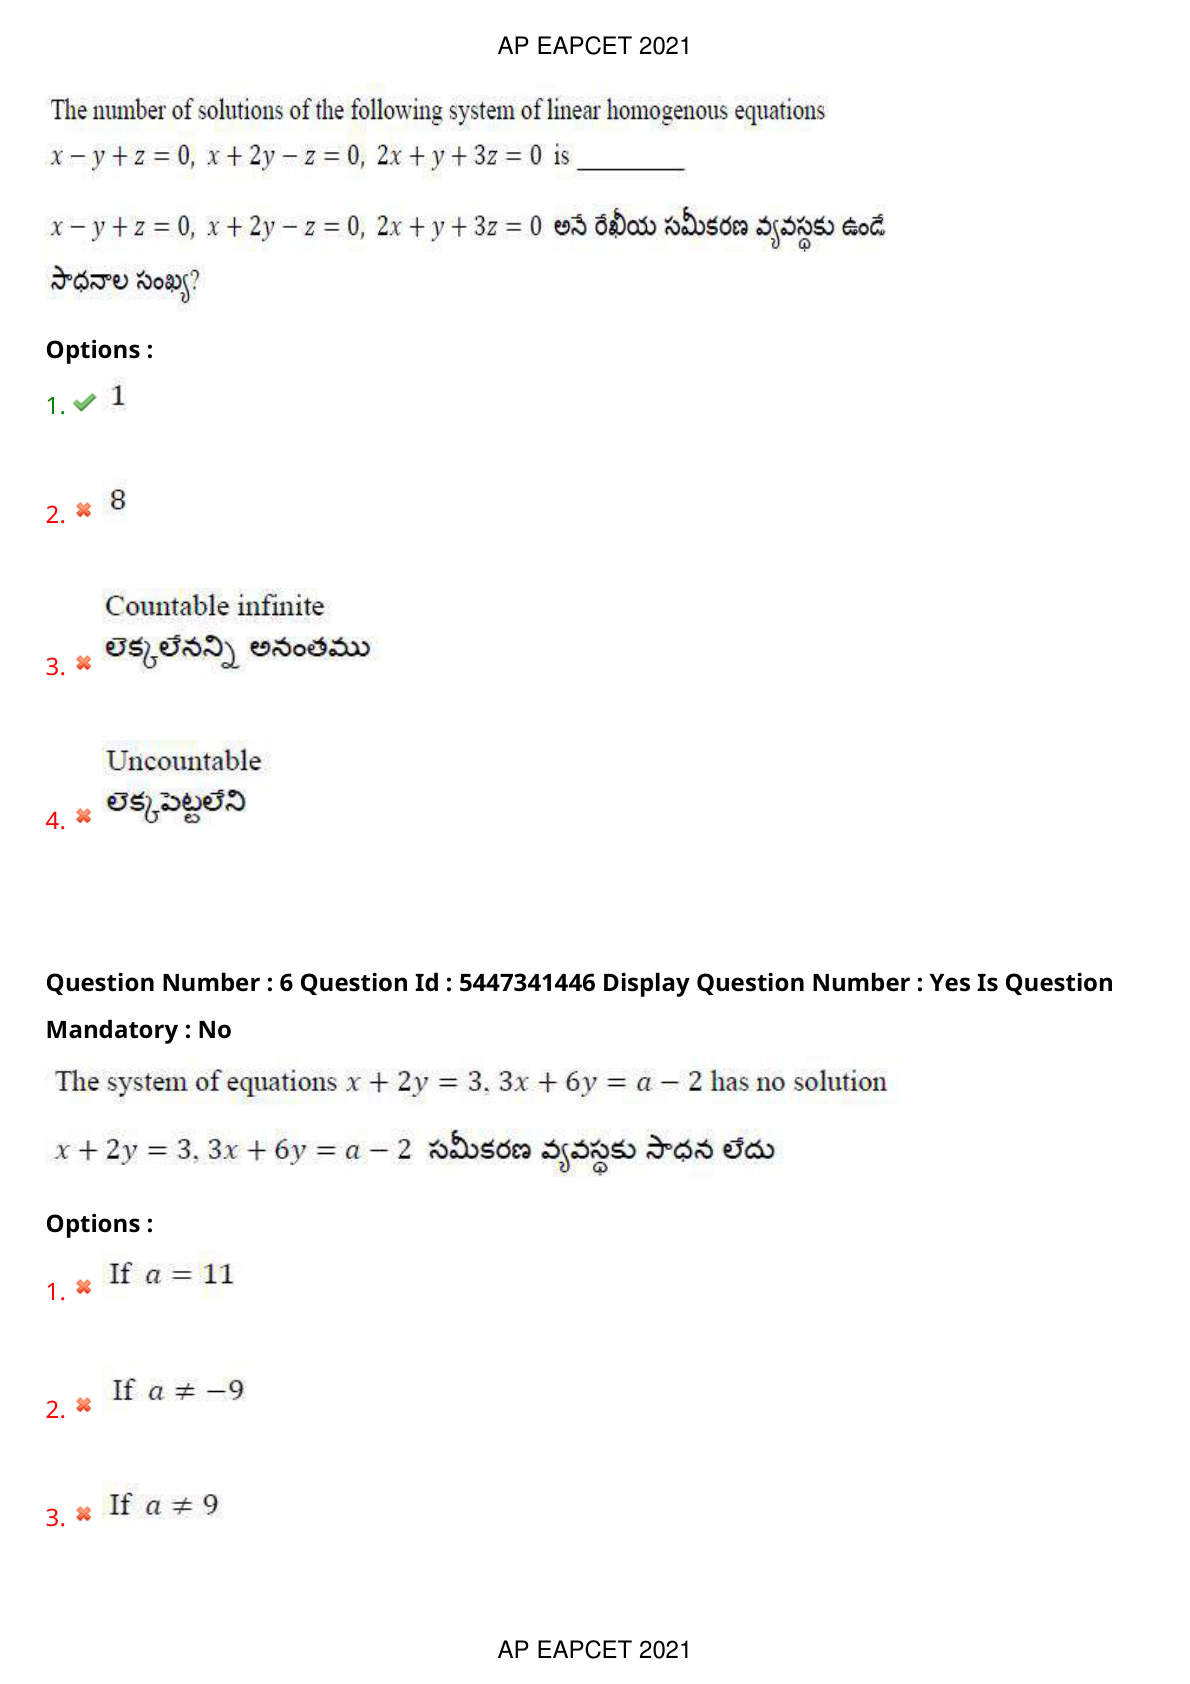 AP EAPCET 2021
The number of solutions of the following system of linear homogenous equations
x − y + z = 0, x + 2y − z = 0, 2x + y + 3z = 0 is ________
x − y + z = 0, x + 2y − z = 0, 2x + y + 3z = 0 అనే రేఖీయ సమీకరణ వ్యవస్థకు ఉండే
సాధనాల సంఖ్య?
Options :
1. 1
2. 8
Countable infinite
3. లెక్కలేనన్ని అనంతము
Uncountable
4. లెక్కపెట్టలేని
Question Number : 6 Question Id : 5447341446 Display Question Number : Yes Is Question
Mandatory : No
The system of equations x + 2y = 3, 3x + 6y = a − 2 has no solution
x + 2y = 3, 3x + 6y = a − 2 సమీకరణ వ్యవస్థకు సాధన లేదు
Options :
1. If a = 11
2. If a ≠ −9
3. If a ≠ 9
AP EAPCET 2021